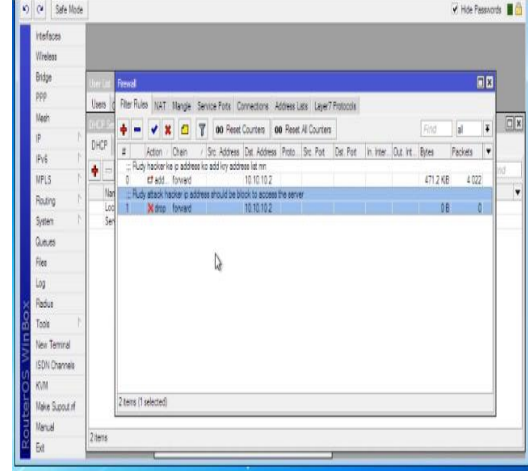 Safe Mode
Hide Passwords
Interfaces
Wireless
Bridge
PPP
Mesh
IP
IPv6
MPLS
Routing
System
Queues
Files
Log
Radius
Tools
New Terminal
ISDN Channels
KVM
Make Supout.rif
Manual
Exit
RouterOS WinBox
User List
Users
DHCP
Firewall
Filter Rules NAT Mangle Service Ports Connections Address Lists Layer7 Protocols
00 Reset Counters 00 Reset All Counters Find all
# Action Chain Src. Address Dst. Address Proto... Src. Port Dst. Port In. Inter... Out. Int... Bytes Packets
::: Fludy hacker ke ip address ko add kry address list mn
0 add... forward 10.10.10.2 471.2 KiB 4 022
::: Fludy attack hacker ip address should be block to access the server
1 drop forward 10.10.10.2 0 B 0
2 items (1 selected)
2 items